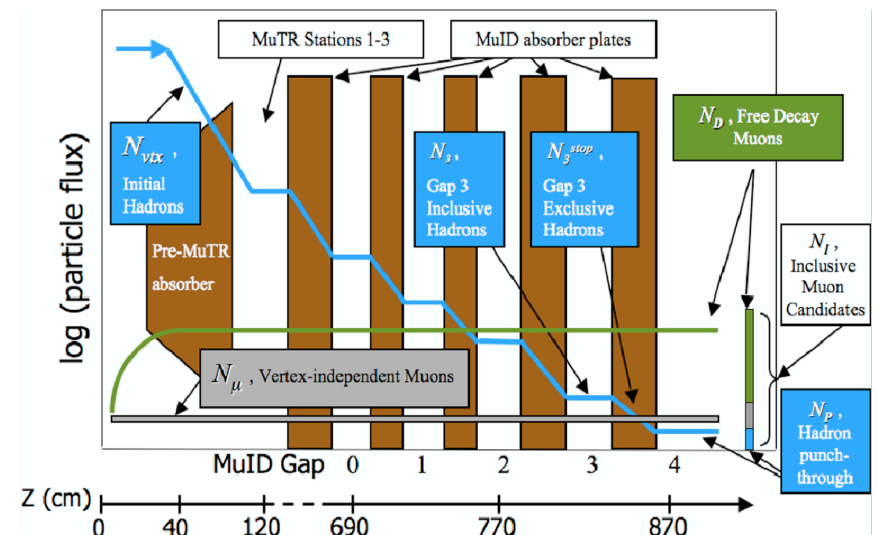 MuTR Stations 1-3
MuID absorber plates
N_D , Free Decay
Muons
N_vtx ,
Initial
Hadrons
N_3,
Gap 3
Inclusive
Hadrons
N_3^stop,
Gap 3
Exclusive
Hadrons
N_I,
Inclusive
Muon
Candidates
Pre-MuTR
absorber
log (particle flux)
N_μ , Vertex-independent Muons
N_P,
Hadron
punch-
through
MuID Gap 0 1 2 3 4
Z (cm)
0 40 120 690 770 870